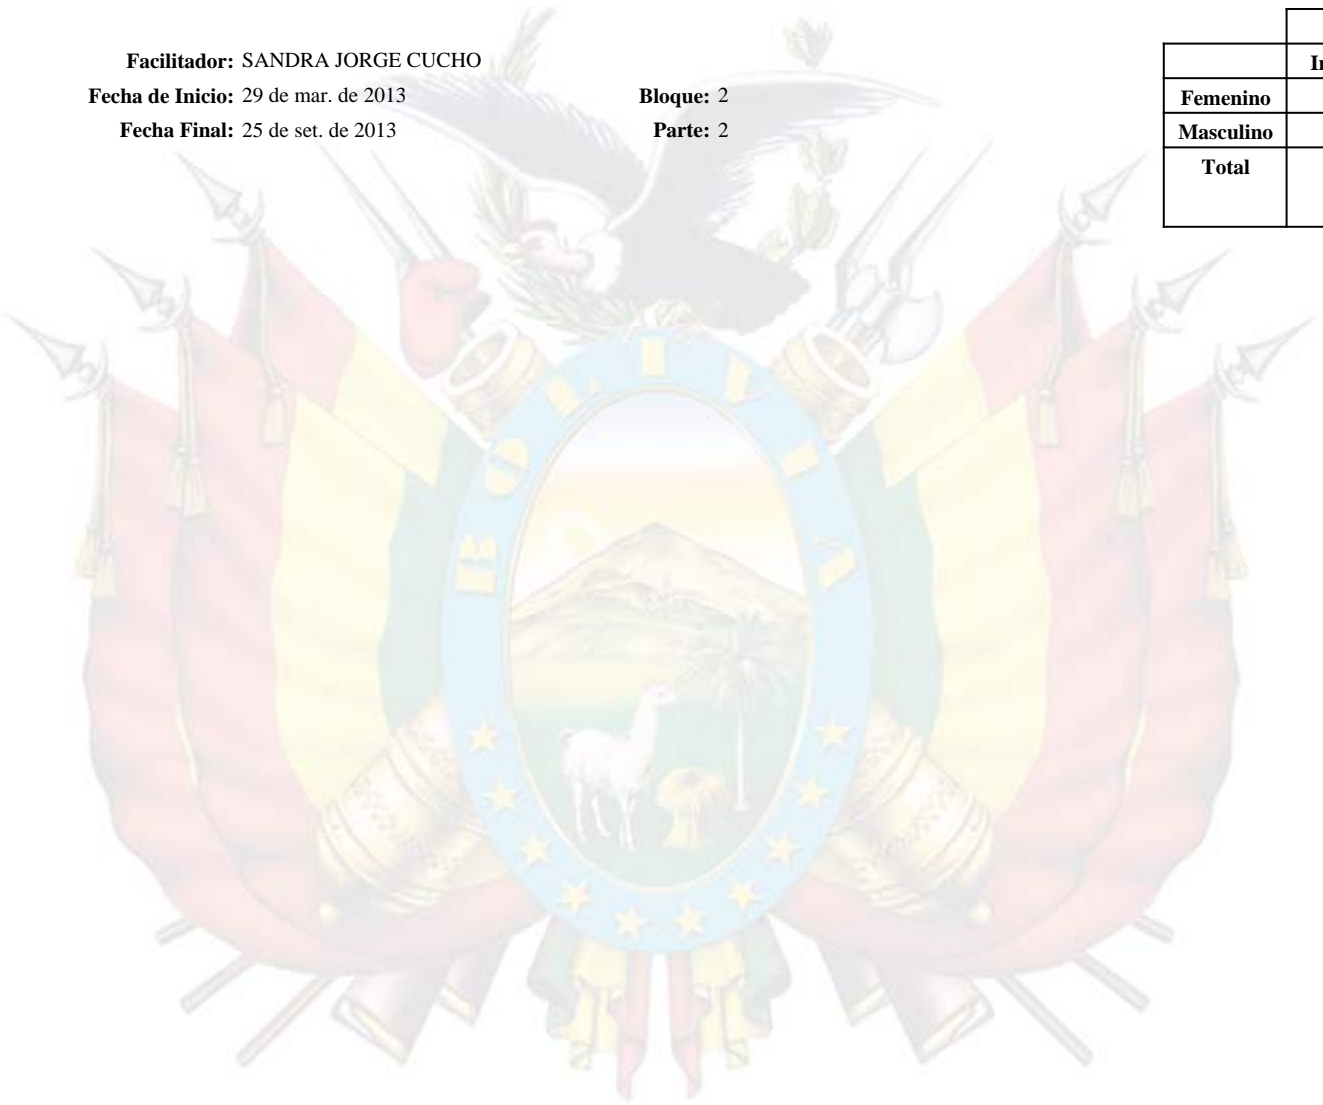 Facilitador: SANDRA JORGE CUCHO
Fecha de Inicio: 29 de mar. de 2013 Bloque: 2
Fecha Final: 25 de set. de 2013 Parte: 2
Femenino
Masculino
Total
BOLIVIA